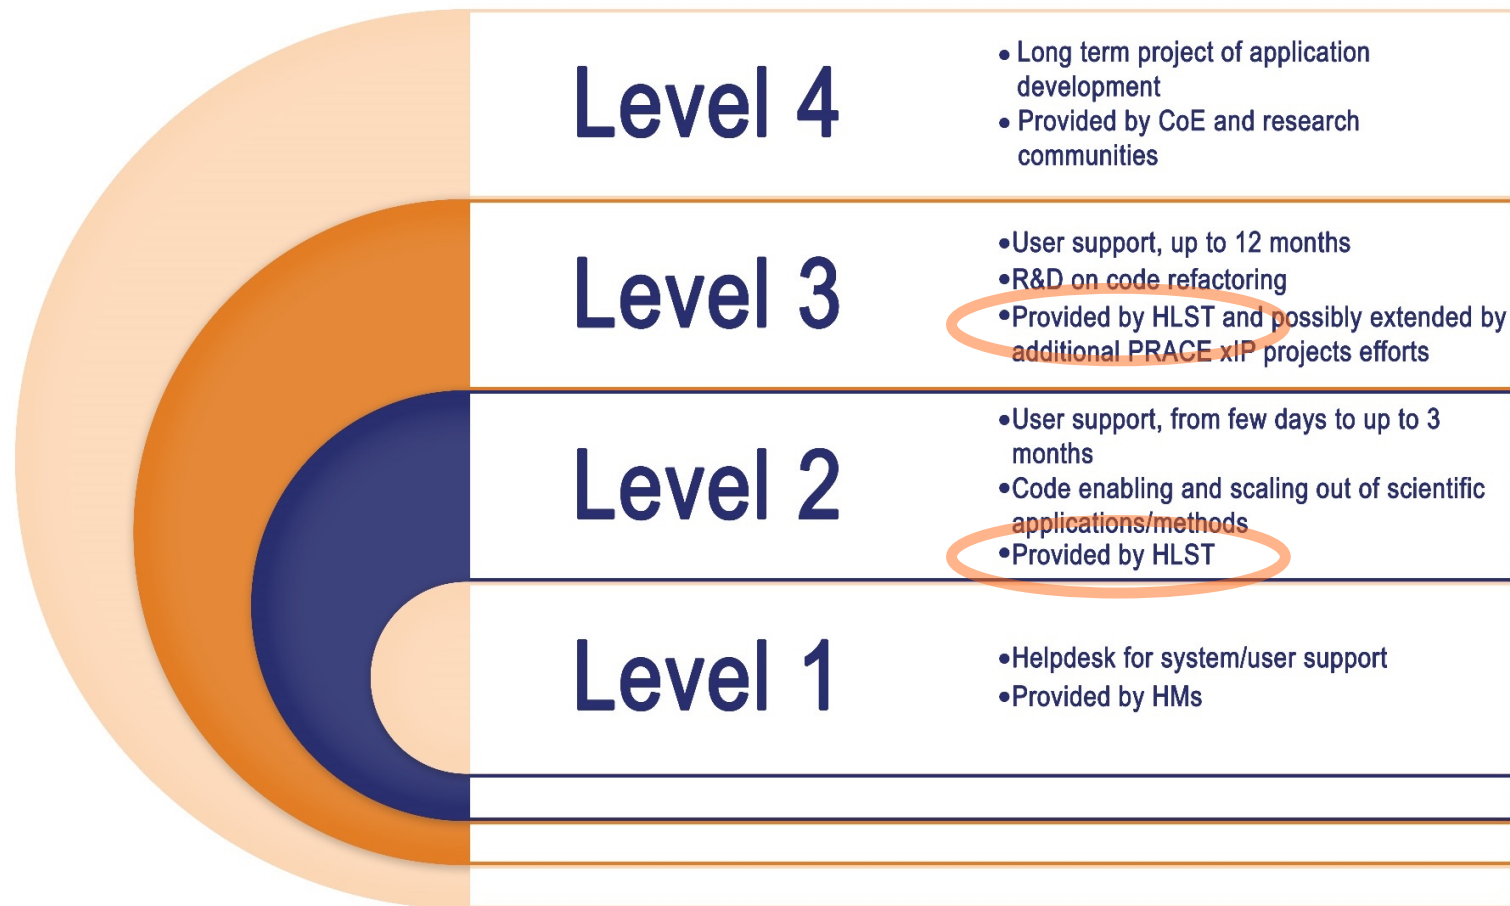 Level 4
• Long term project of application
development
• Provided by CoE and research
communities
Level 3
•User support, up to 12 months
•R&D on code refactoring
•Provided by HLST and possibly extended by
additional PRACE xIP projects efforts
Level 2
•User support, from few days to up to 3
months
•Code enabling and scaling out of scientific
applications/methods
•Provided by HLST
Level 1
•Helpdesk for system/user support
•Provided by HMs